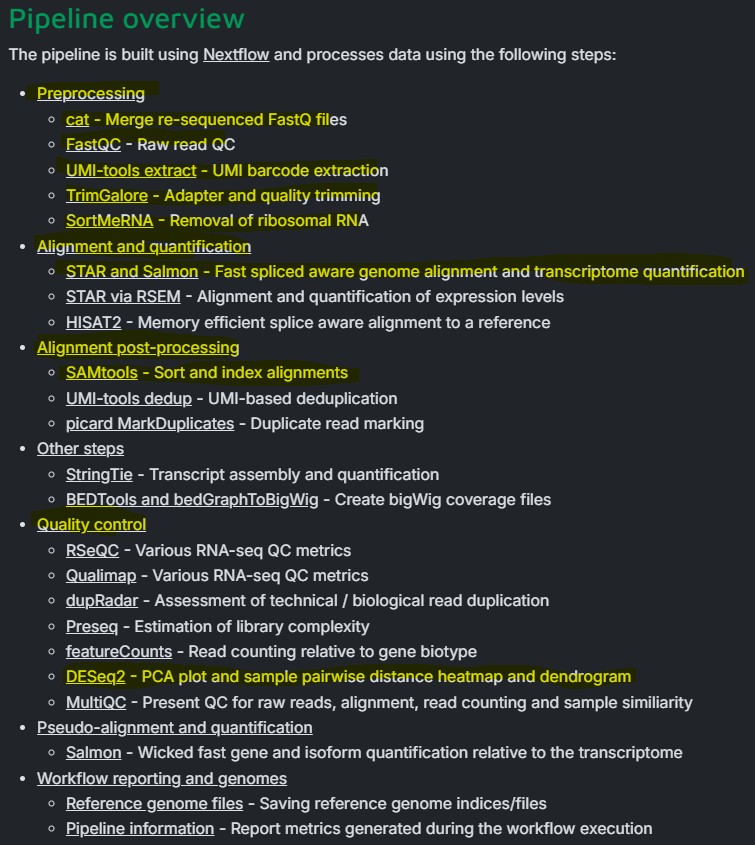 Pipeline overview
The pipeline is built using Nextflow and processes data using the following steps:
• Preprocessing
◦ cat - Merge re-sequenced FastQ files
◦ FastQC - Raw read QC
◦ UMI-tools extract - UMI barcode extraction
◦ TrimGalore - Adapter and quality trimming
◦ SortMeRNA - Removal of ribosomal RNA
• Alignment and quantification
◦ STAR and Salmon - Fast spliced aware genome alignment and transcriptome quantification
◦ STAR via RSEM - Alignment and quantification of expression levels
◦ HISAT2 - Memory efficient splice aware alignment to a reference
• Alignment post-processing
◦ SAMtools - Sort and index alignments
◦ UMI-tools dedup - UMI-based deduplication
◦ picard MarkDuplicates - Duplicate read marking
• Other steps
◦ StringTie - Transcript assembly and quantification
◦ BEDTools and bedGraphToBigWig - Create bigWig coverage files
• Quality control
◦ RSeQC - Various RNA-seq QC metrics
◦ Qualimap - Various RNA-seq QC metrics
◦ dupRadar - Assessment of technical / biological read duplication
◦ Preseq - Estimation of library complexity
◦ featureCounts - Read counting relative to gene biotype
◦ DESeq2 - PCA plot and sample pairwise distance heatmap and dendrogram
◦ MultiQC - Present QC for raw reads, alignment, read counting and sample similiarity
• Pseudo-alignment and quantification
◦ Salmon - Wicked fast gene and isoform quantification relative to the transcriptome
• Workflow reporting and genomes
◦ Reference genome files - Saving reference genome indices/files
◦ Pipeline information - Report metrics generated during the workflow execution